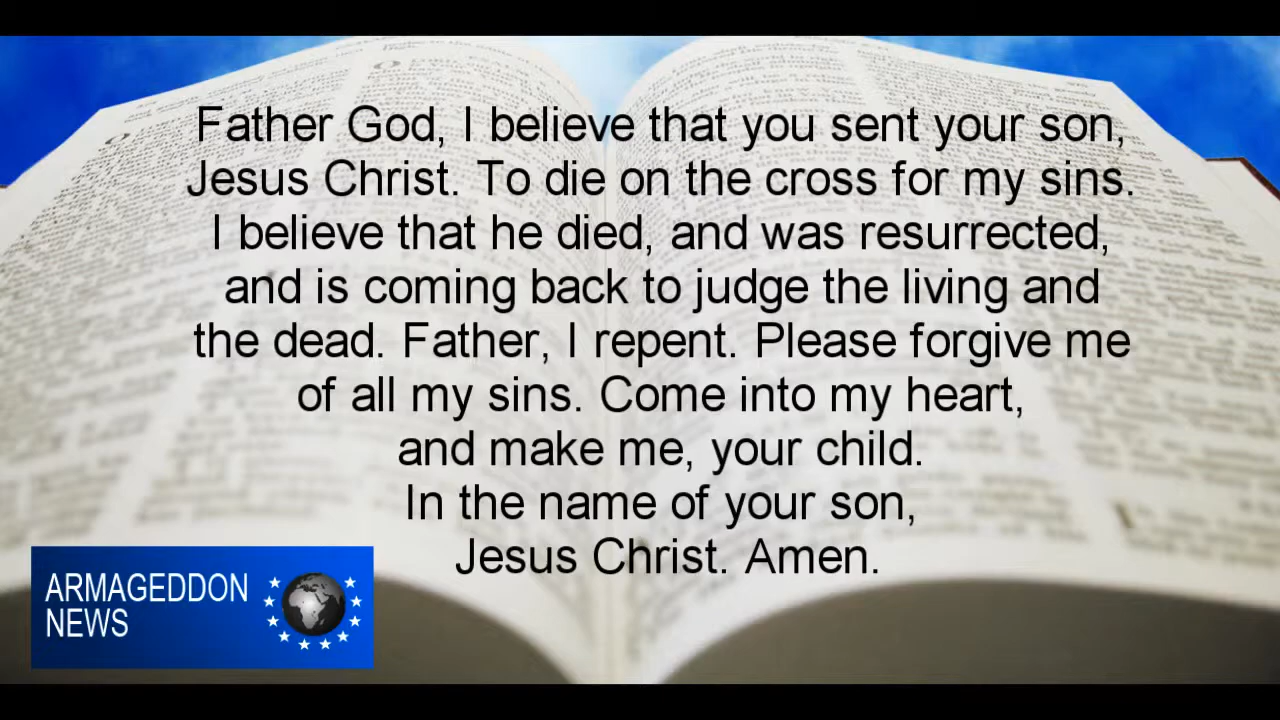 Father God, I believe that you sent your son,
Jesus Christ. To die on the cross for my sins.
I believe that he died, and was resurrected,
and is coming back to judge the living and
the dead. Father, I repent. Please forgive me
of all my sins. Come into my heart,
and make me, your child.
In the name of your son,
Jesus Christ. Amen.
ARMAGEDDON
NEWS